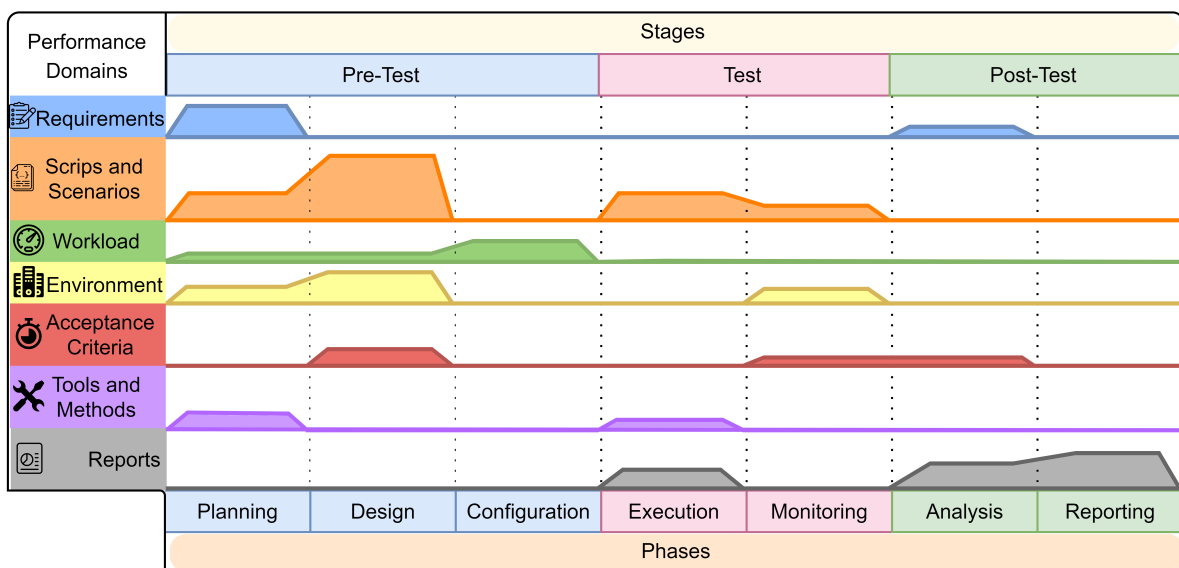 Performance
Domains
Stages
Pre-Test
Test
Post-Test
Requirements
Scrips and
Scenarios
Workload
Environment
Acceptance
Criteria
Tools and
Methods
Reports
Planning
Design
Configuration
Execution
Monitoring
Analysis
Reporting
Phases